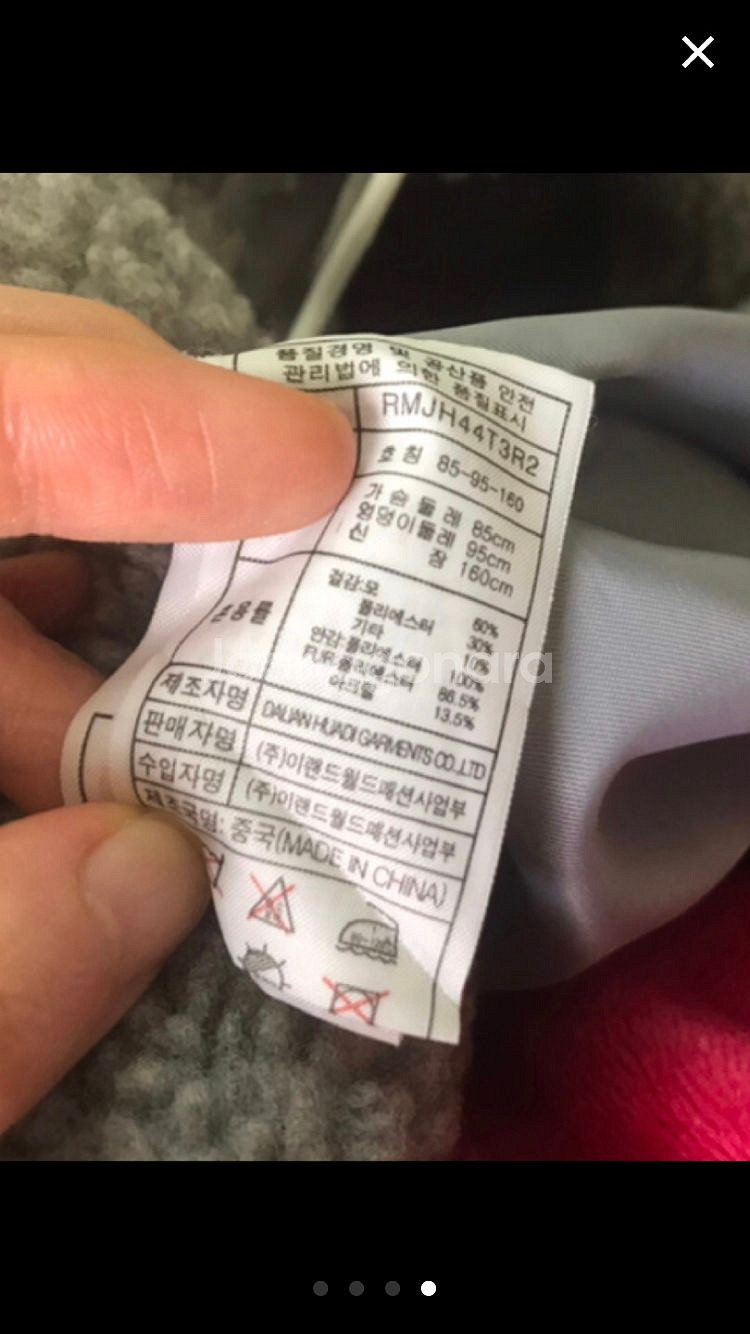 품질경영 및 공산품 안전
관리법에 의한 품질표시
RMJH44T3R2
호 칭 85-95-160
가 슴 둘 레 85cm
엉덩이둘레 95cm
신 장 160cm
겉감:모 60%
폴리에스터 30%
기타 10%
안감:폴리에스터 100%
FUR:폴리에스터 86.5%
아크릴 13.5%
제조자명 DALIAN HUADI GARMENTS CO.,LTD
판매자명 (주)이랜드월드패션사업부
수입자명 (주)이랜드월드패션사업부
제조국명: 중국(MADE IN CHINA)